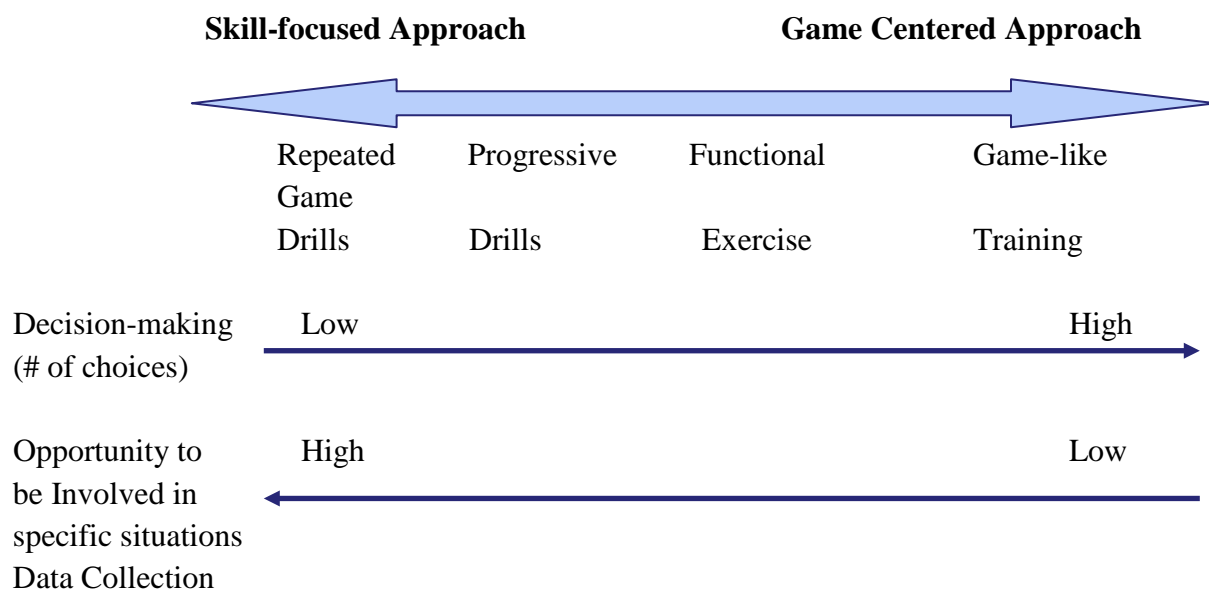 Skill-focused Approach Game Centered Approach
Repeated Progressive Functional Game-like
Game
Drills Drills Exercise Training
Decision-making Low High
(# of choices)
Opportunity to High Low
be Involved in
specific situations
Data Collection